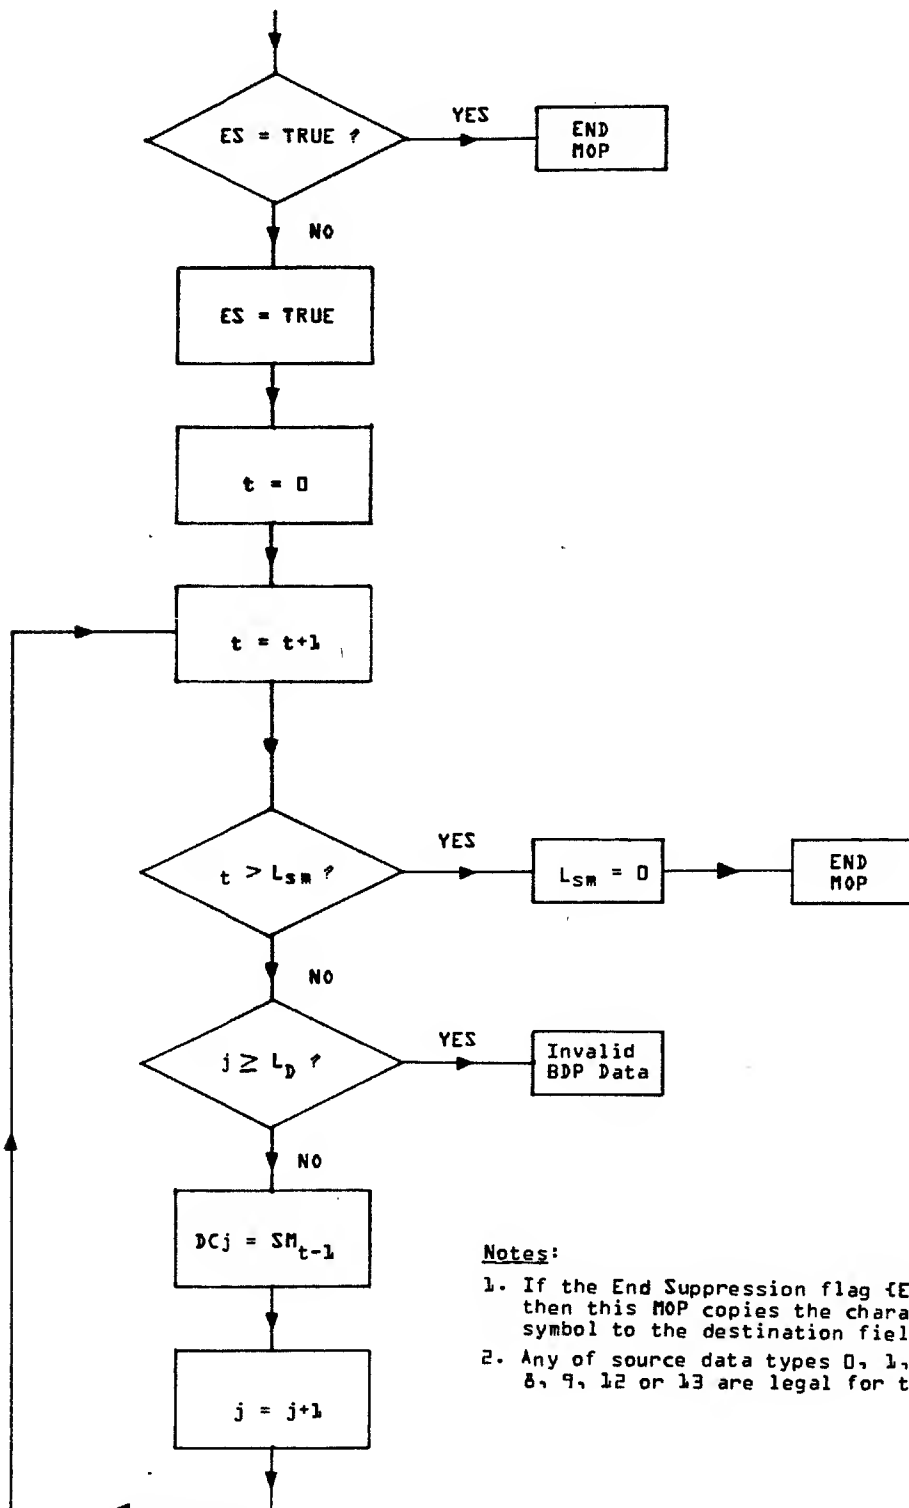 ES = TRUE ?
YES
END
MOP
NO
ES = TRUE
t = 0
t = t+1
t > Lsm ?
YES
Lsm = 0
END
MOP
NO
j ≥ LD ?
YES
Invalid
BDP Data
NO
DCj = SMt-1
j = j+1
Notes:
1. If the End Suppression flag {E
then this MOP copies the chara
symbol to the destination fiel
2. Any of source data types 0, 1,
8, 9, 12 or 13 are legal for t